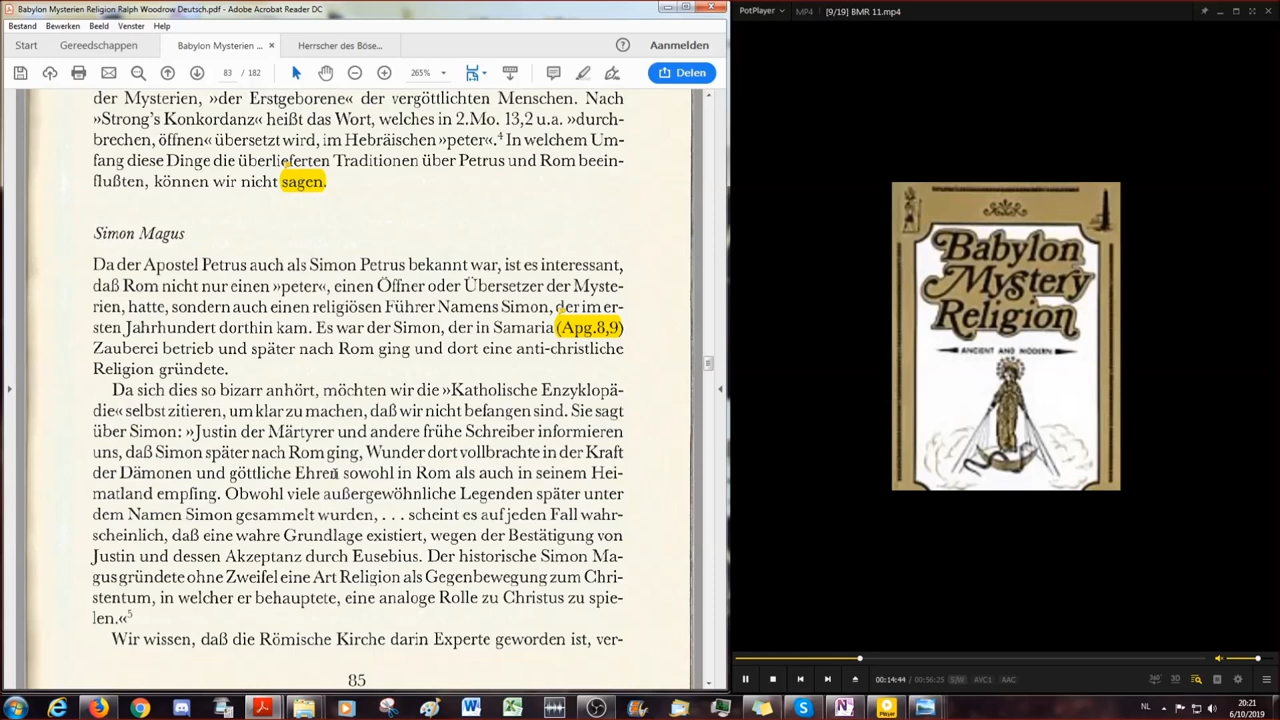 Babylon Mysterien Religion Ralph Woodrow Deutsch.pdf - Adobe Acrobat Reader DC
Bestand Bewerken Beeld Venster Help
Start Gereedschappen Babylon Mysterien ... × Herrscher des Böse... Aanmelden
83 / 182 265% Delen
der Mysterien, »der Erstgeborene« der vergöttlichten Menschen. Nach
»Strong's Konkordanz« heißt das Wort, welches in 2.Mo. 13,2 u.a. »durch-
brechen, öffnen« übersetzt wird, im Hebräischen »peter«.⁴ In welchem Um-
fang diese Dinge die überlieferten Traditionen über Petrus und Rom beein-
flußten, können wir nicht sagen.
Simon Magus
Da der Apostel Petrus auch als Simon Petrus bekannt war, ist es interessant,
daß Rom nicht nur einen »peter«, einen Öffner oder Übersetzer der Myste-
rien, hatte, sondern auch einen religiösen Führer Namens Simon, der im er-
sten Jahrhundert dorthin kam. Es war der Simon, der in Samaria (Apg.8,9)
Zauberei betrieb und später nach Rom ging und dort eine anti-christliche
Religion gründete.
Da sich dies so bizarr anhört, möchten wir die »Katholische Enzyklopä-
die« selbst zitieren, um klar zu machen, daß wir nicht befangen sind. Sie sagt
über Simon: »Justin der Märtyrer und andere frühe Schreiber informieren
uns, daß Simon später nach Rom ging, Wunder dort vollbrachte in der Kraft
der Dämonen und göttliche Ehren sowohl in Rom als auch in seinem Hei-
matland empfing. Obwohl viele außergewöhnliche Legenden später unter
dem Namen Simon gesammelt wurden, . . . scheint es auf jeden Fall wahr-
scheinlich, daß eine wahre Grundlage existiert, wegen der Bestätigung von
Justin und dessen Akzeptanz durch Eusebius. Der historische Simon Ma-
gus gründete ohne Zweifel eine Art Religion als Gegenbewegung zum Chri-
stentum, in welcher er behauptete, eine analoge Rolle zu Christus zu spie-
len.«⁵
Wir wissen, daß die Römische Kirche darin Experte geworden ist, ver-
85
PotPlayer MP4 [9/19] BMR 11.mp4
Babylon
Mystery
Religion
ANCIENT AND MODERN
00:14:44 / 00:56:25 S/W AVC1 AAC
360° 3D
NL 20:21
6/10/2019